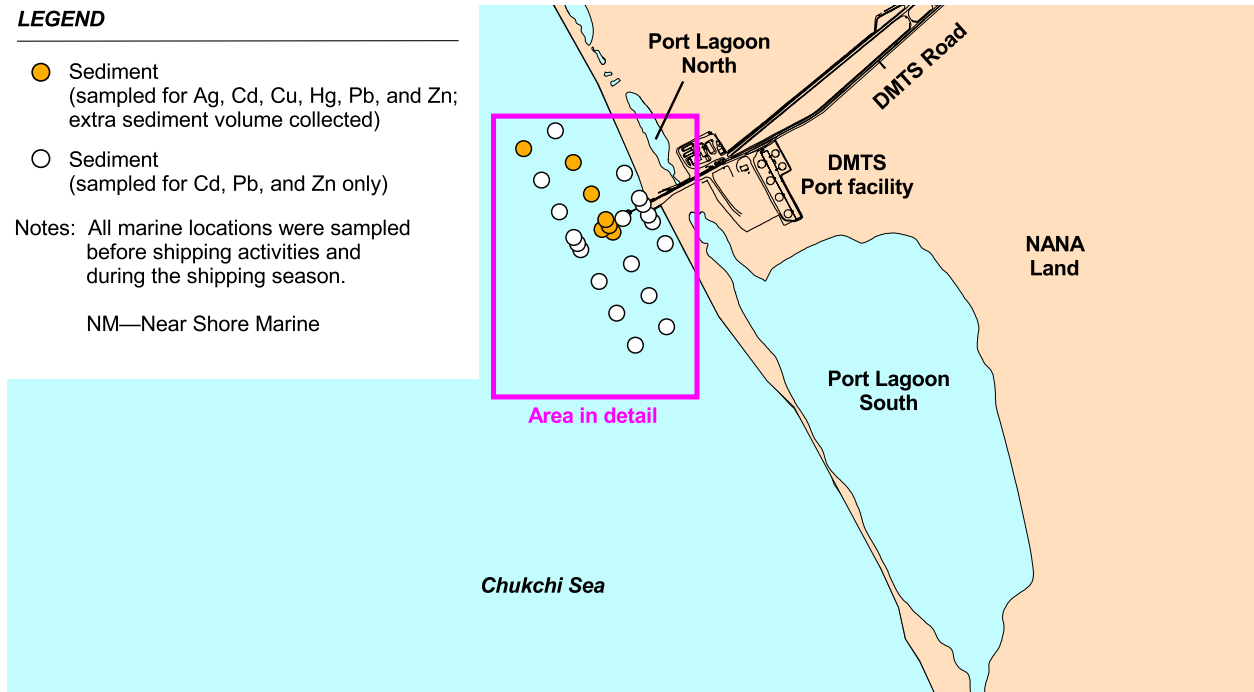 LEGEND
Sediment
(sampled for Ag, Cd, Cu, Hg, Pb, and Zn;
extra sediment volume collected)
Sediment
(sampled for Cd, Pb, and Zn only)
Notes: All marine locations were sampled
before shipping activities and
during the shipping season.
NM—Near Shore Marine
Port Lagoon
North
DMTS Road
DMTS
Port facility
NANA
Land
Port Lagoon
South
Area in detail
Chukchi Sea